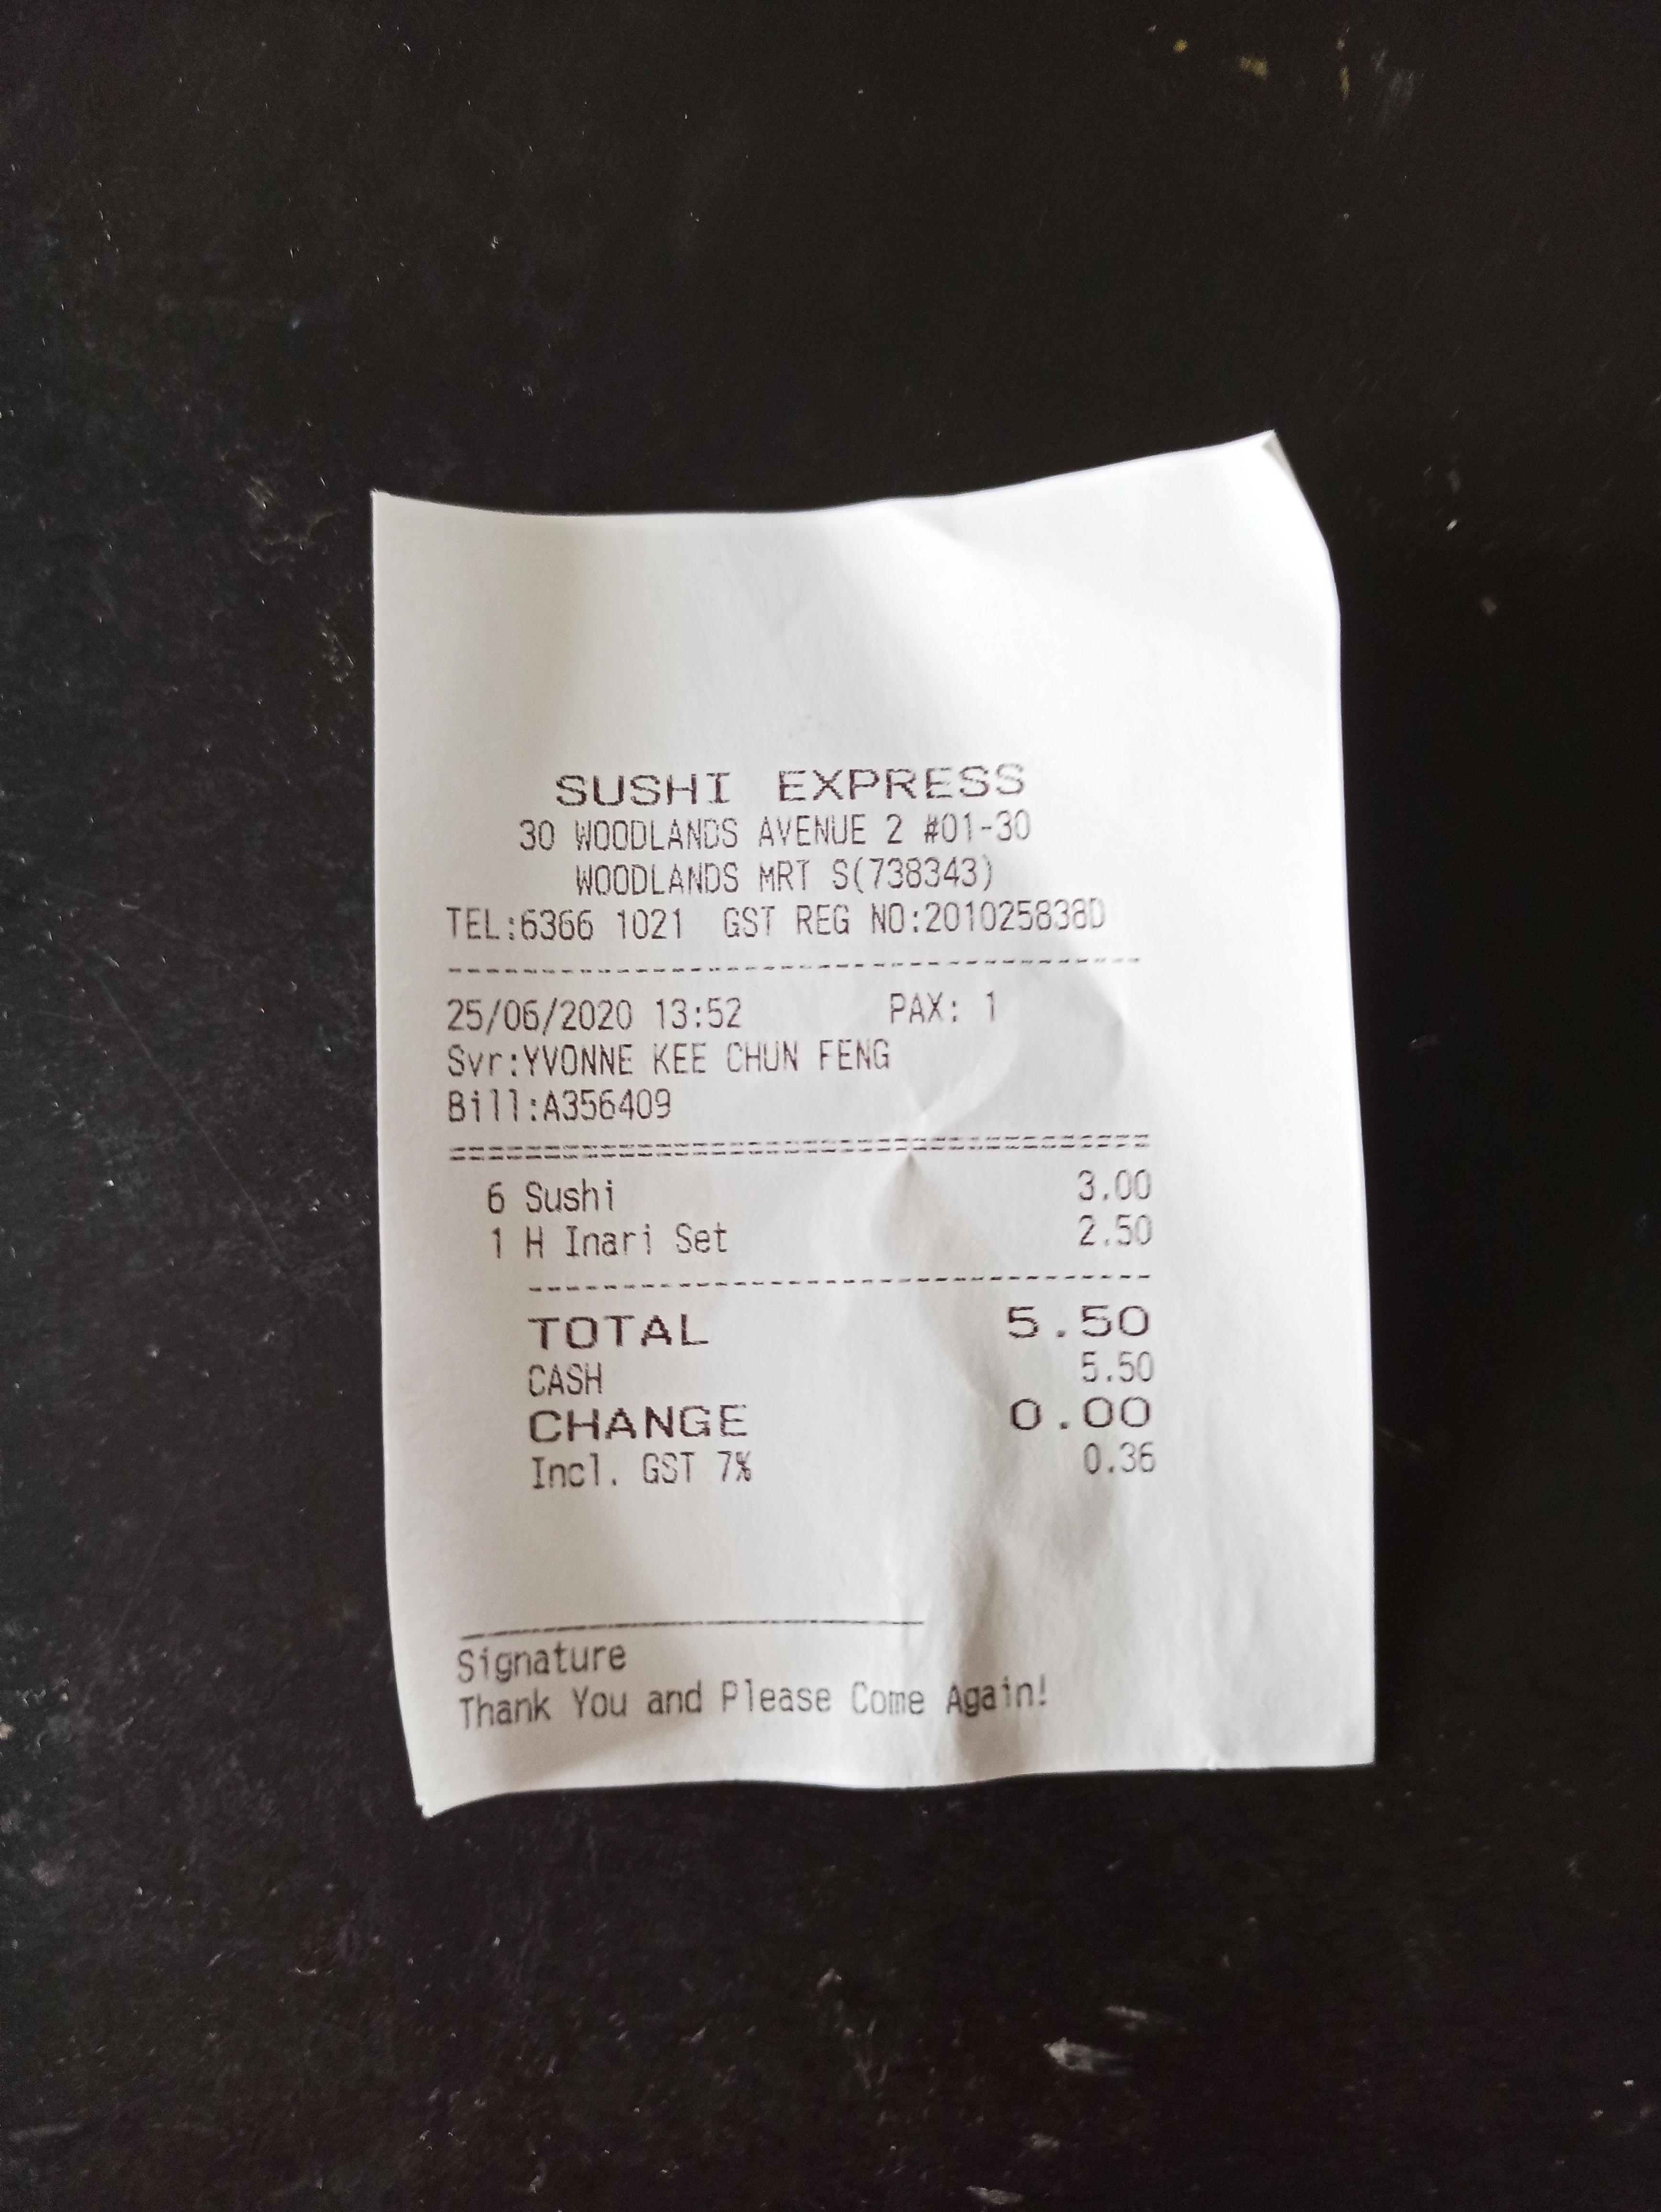 SUSHI EXPRESS
30 WOODLANDS AVENUE 2 #01-30
WOODLANDS MRT S(738343)
TEL:6366 1021 GST REG NO:201025838D
25/06/2020 13:52 PAX: 1
Svr:YVONNE KEE CHUN FENG
Bill:A356409
6 Sushi 3.00
1 H Inari Set 2.50
TOTAL 5.50
CASH 5.50
CHANGE 0.00
Incl. GST 7% 0.36
Signature
Thank You and Please Come Again!